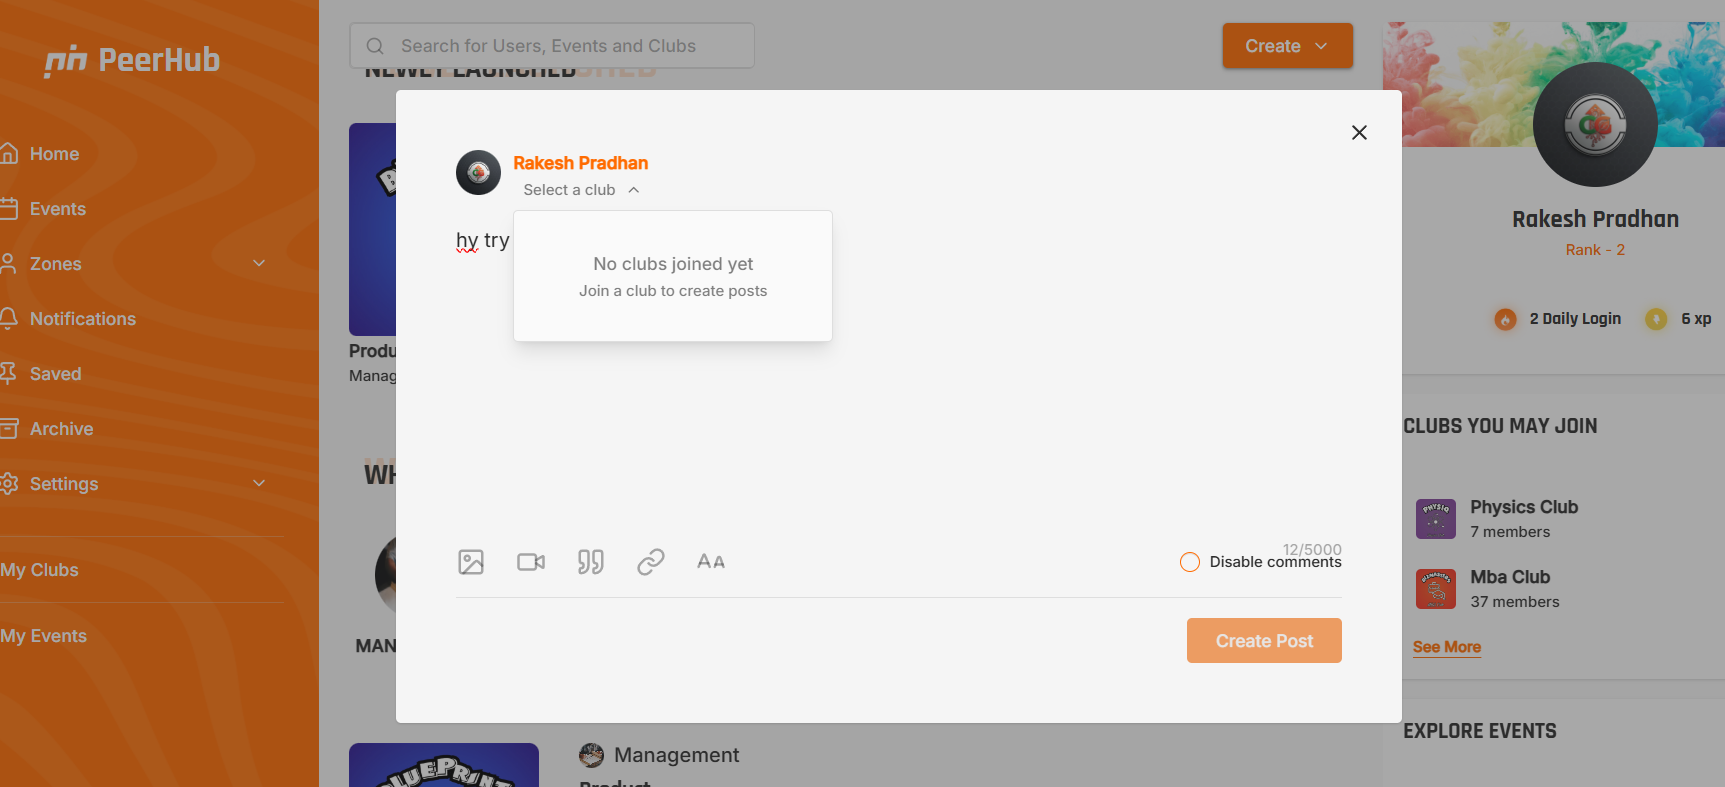 PeerHub
Home
Events
Zones
Notifications
Saved
Archive
Settings
My Clubs
My Events
Search for Users, Events and Clubs
Create
NEWLY LAUNCHED
Produ
Manag
WH
MAN
Rakesh Pradhan
Select a club
hy try
No clubs joined yet
Join a club to create posts
12/5000
Disable comments
Create Post
BLUEPRINT
Management
Product
Rakesh Pradhan
Rank - 2
2 Daily Login
6 xp
CLUBS YOU MAY JOIN
Physics Club
7 members
Mba Club
37 members
See More
EXPLORE EVENTS